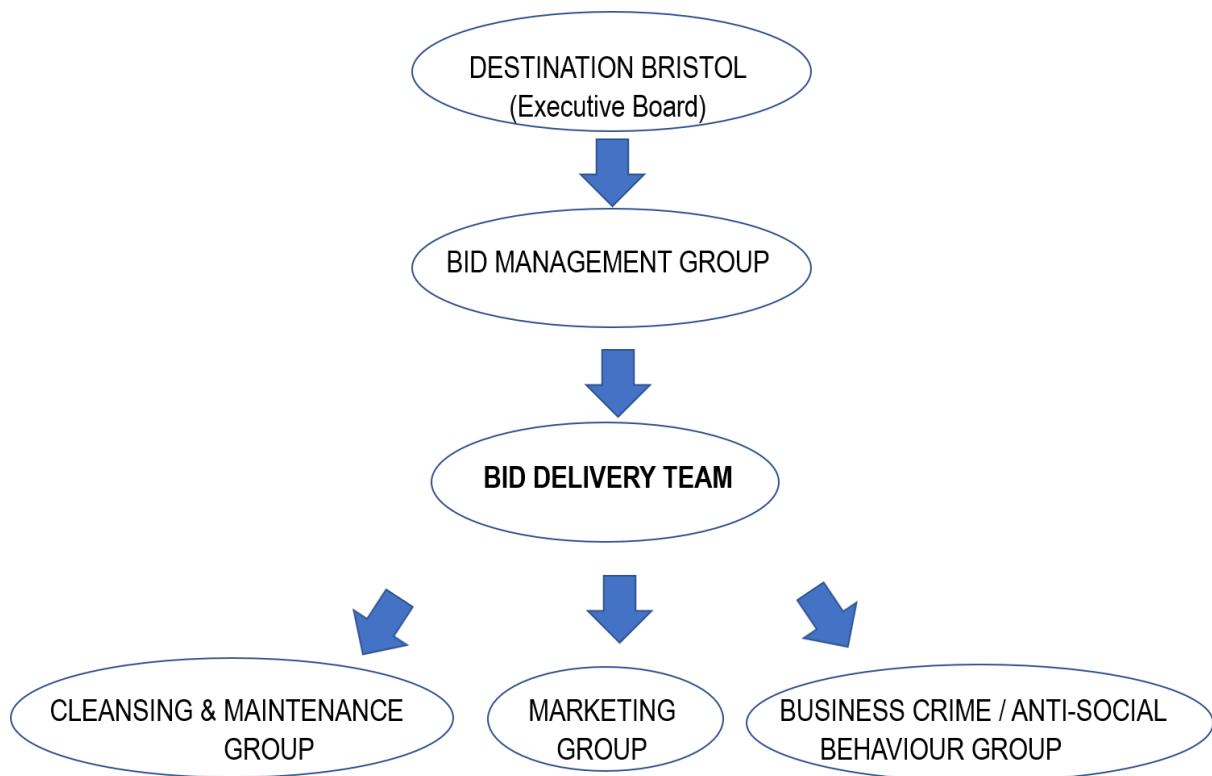 DESTINATION BRISTOL
(Executive Board)
BID MANAGEMENT GROUP
BID DELIVERY TEAM
CLEANSING & MAINTENANCE
GROUP
MARKETING
GROUP
BUSINESS CRIME / ANTI-SOCIAL
BEHAVIOUR GROUP